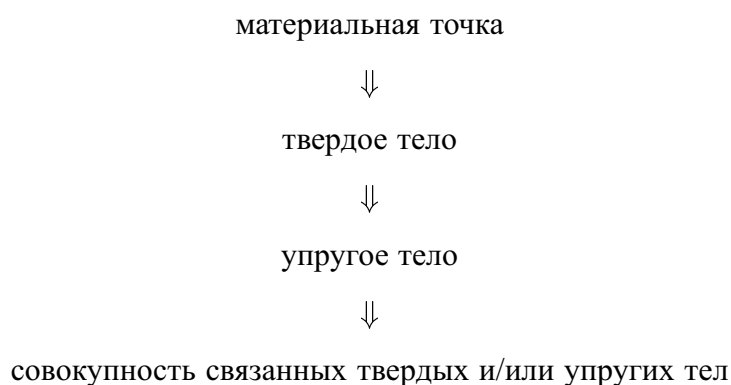 материальная точка
⇓
твердое тело
⇓
упругое тело
⇓
совокупность связанных твердых и/или упругих тел